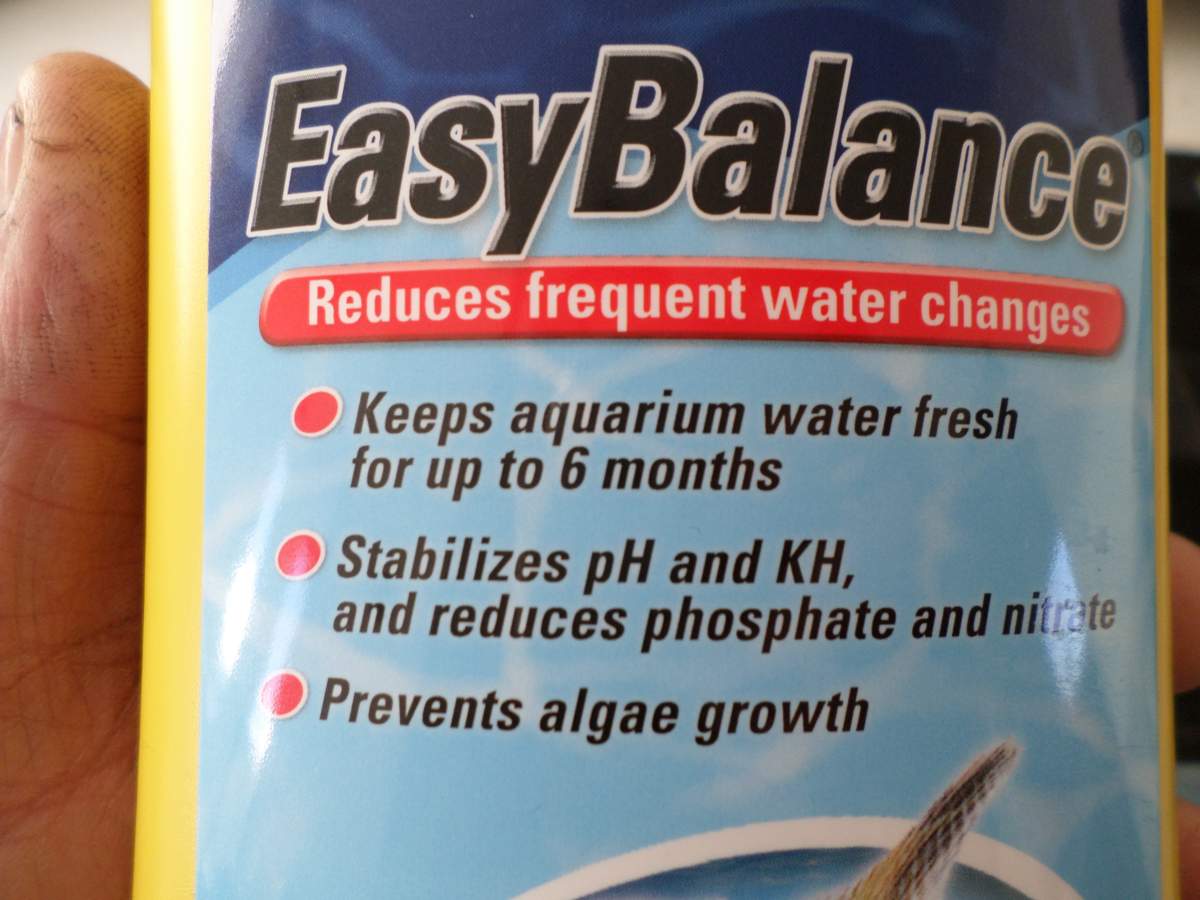 EasyBalance®
Reduces frequent water changes
Keeps aquarium water fresh
for up to 6 months
Stabilizes pH and KH,
and reduces phosphate and nitrate
Prevents algae growth